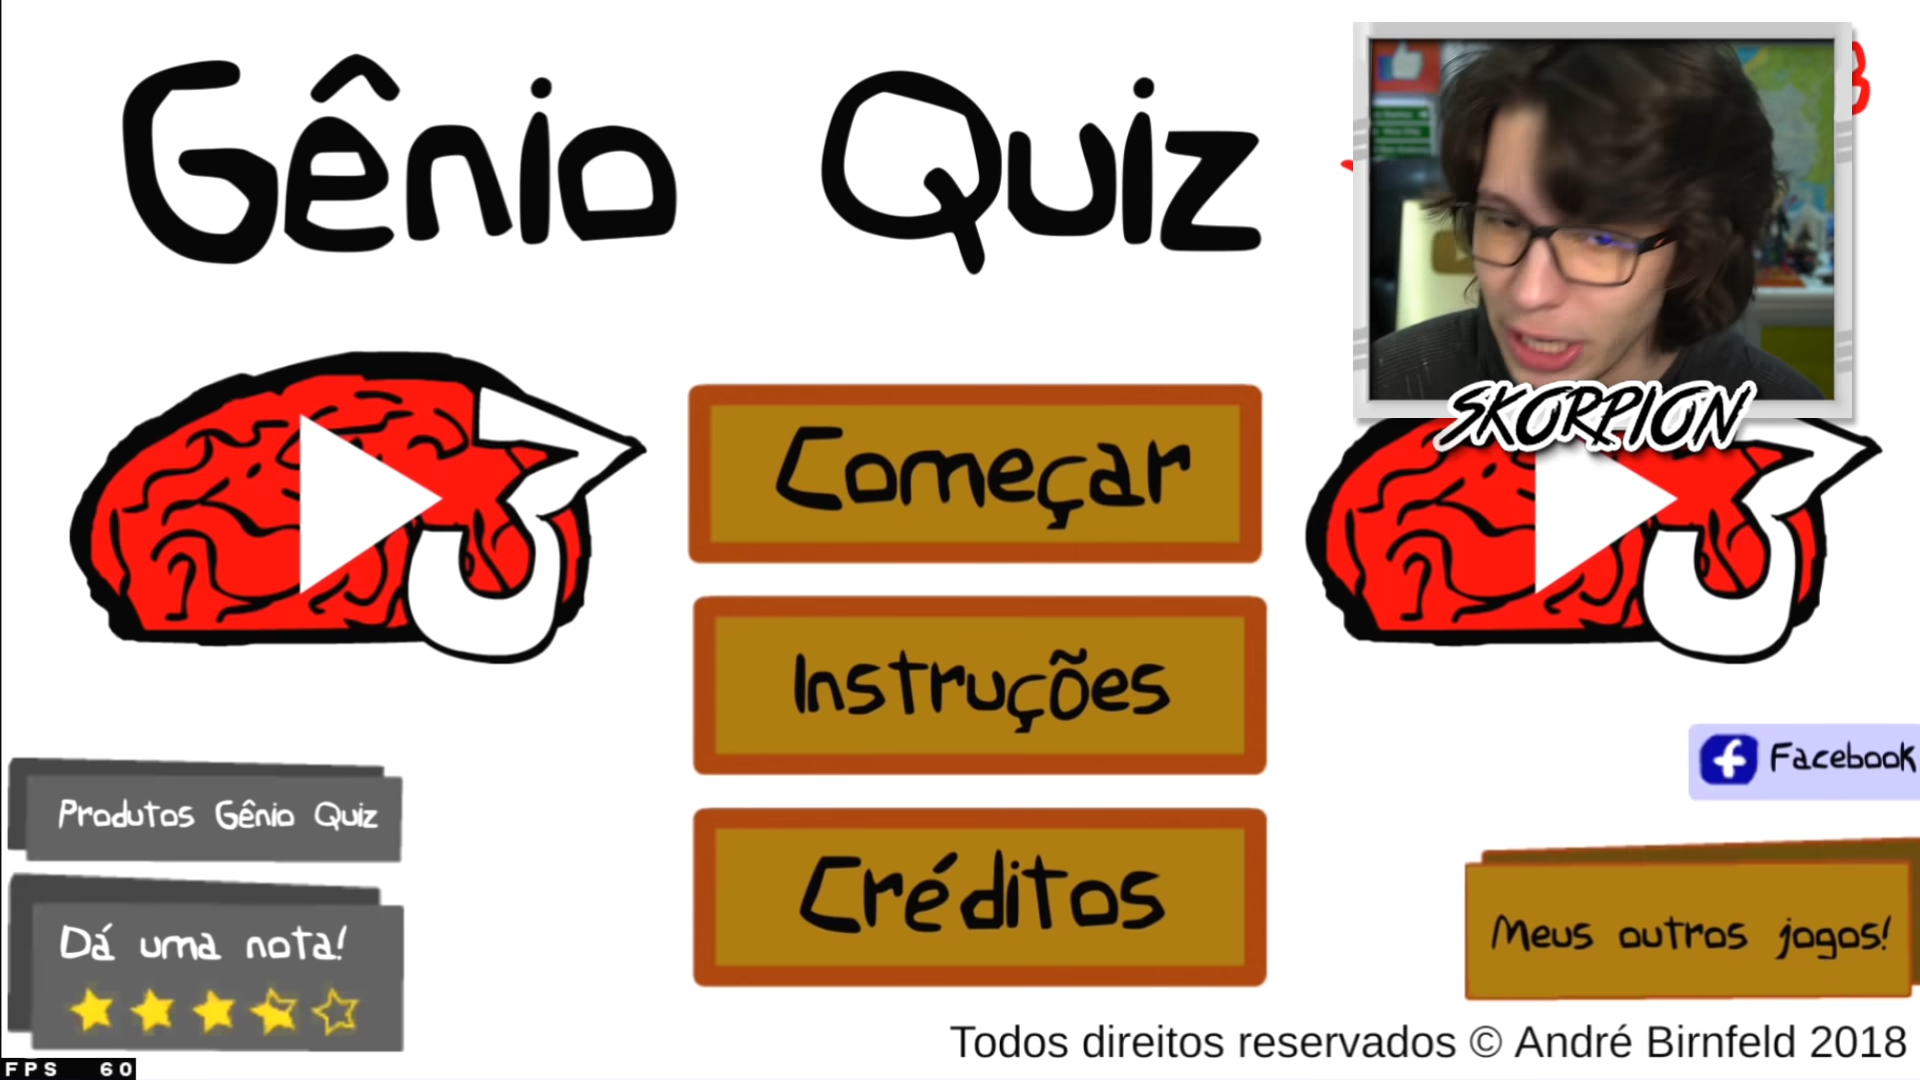 Gênio Quiz
SKORPION
Começar
Instruções
Créditos
Facebook
Produtos Gênio Quiz
Dá uma nota!
Meus outros jogos!
Todos direitos reservados © André Birnfeld 2018
FPS 60